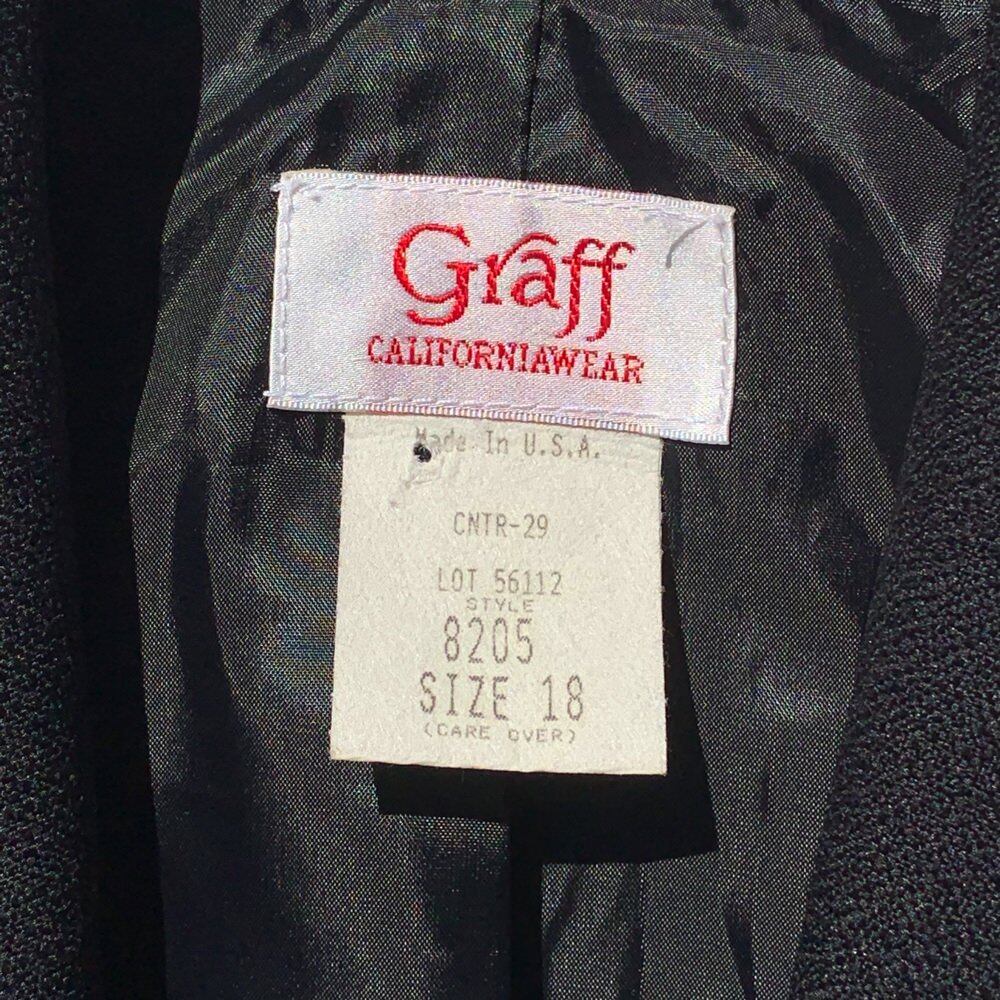 Graff
CALIFORNIAWEAR
Made In U.S.A.
CNTR-29
LOT 56112
STYLE
8205
SIZE 18
(CARE OVER)